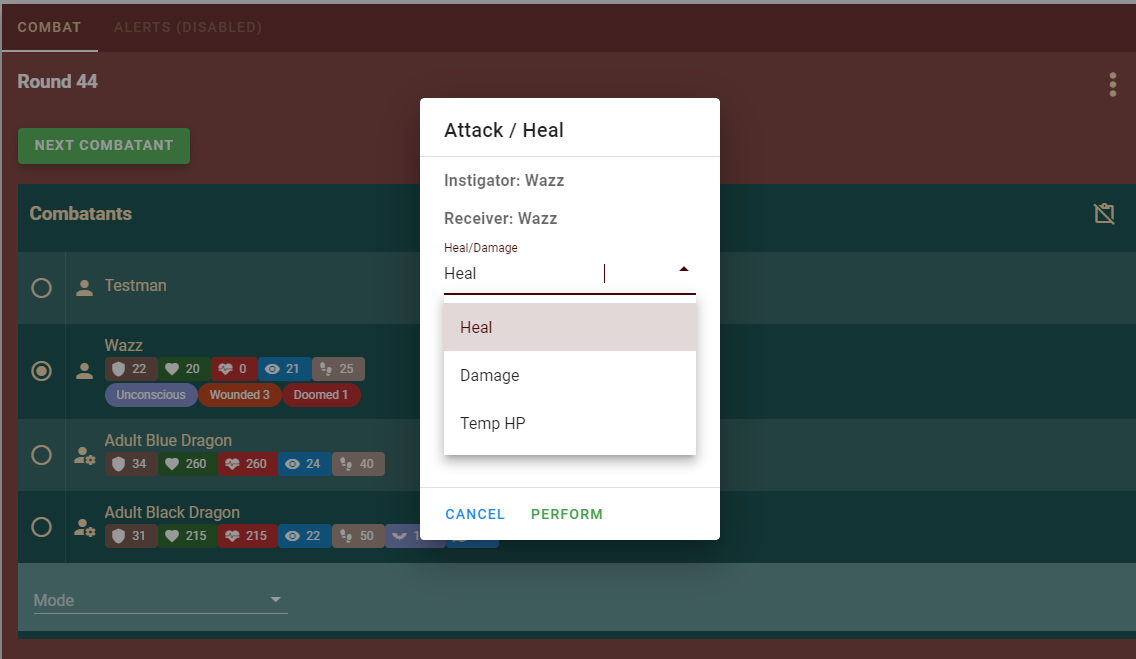 COMBAT ALERTS (DISABLED)
Round 44
NEXT COMBATANT
Combatants
Testman
Wazz
22 20 0 21 25
Unconscious Wounded 3 Doomed 1
Adult Blue Dragon
34 260 260 24 40
Adult Black Dragon
31 215 215 22 50
Mode
Attack / Heal
Instigator: Wazz
Receiver: Wazz
Heal/Damage
Heal
Heal
Damage
Temp HP
CANCEL PERFORM